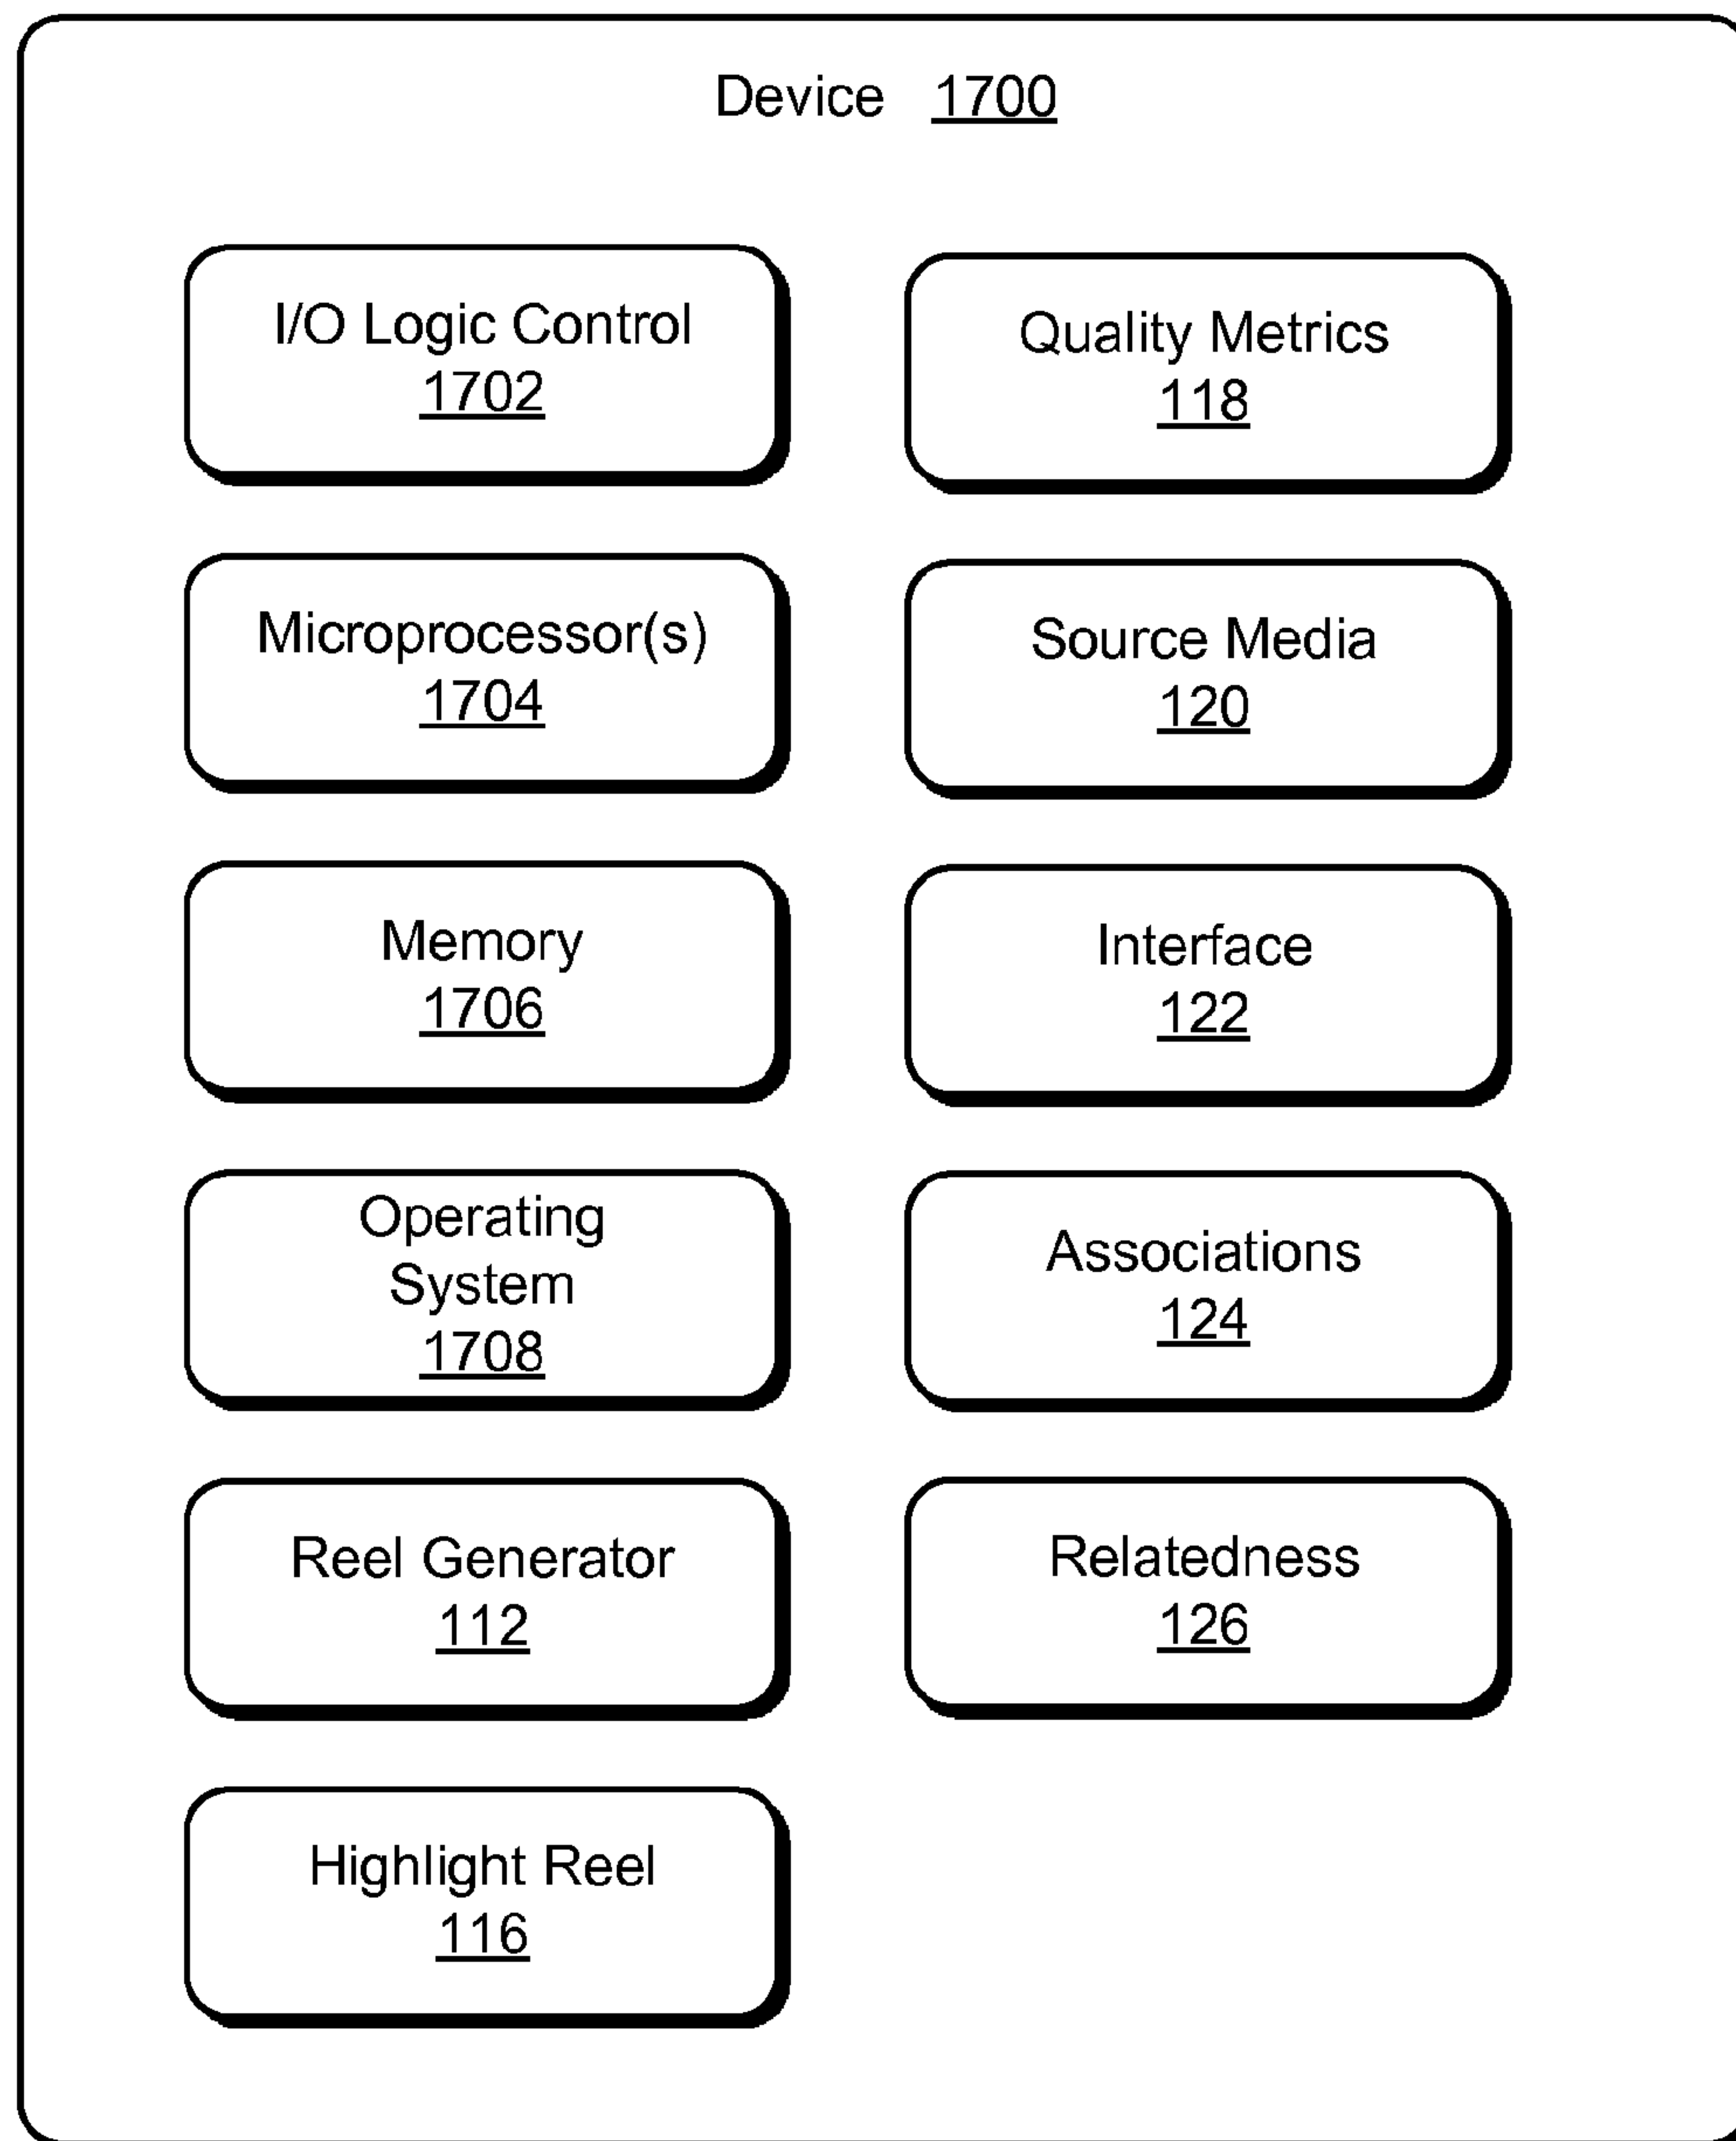 Device 1700
I/O Logic Control
1702
Microprocessor(s)
1704
Memory
1706
Operating
System
1708
Reel Generator
112
Highlight Reel
116
Quality Metrics
118
Source Media
120
Interface
122
Associations
124
Relatedness
126